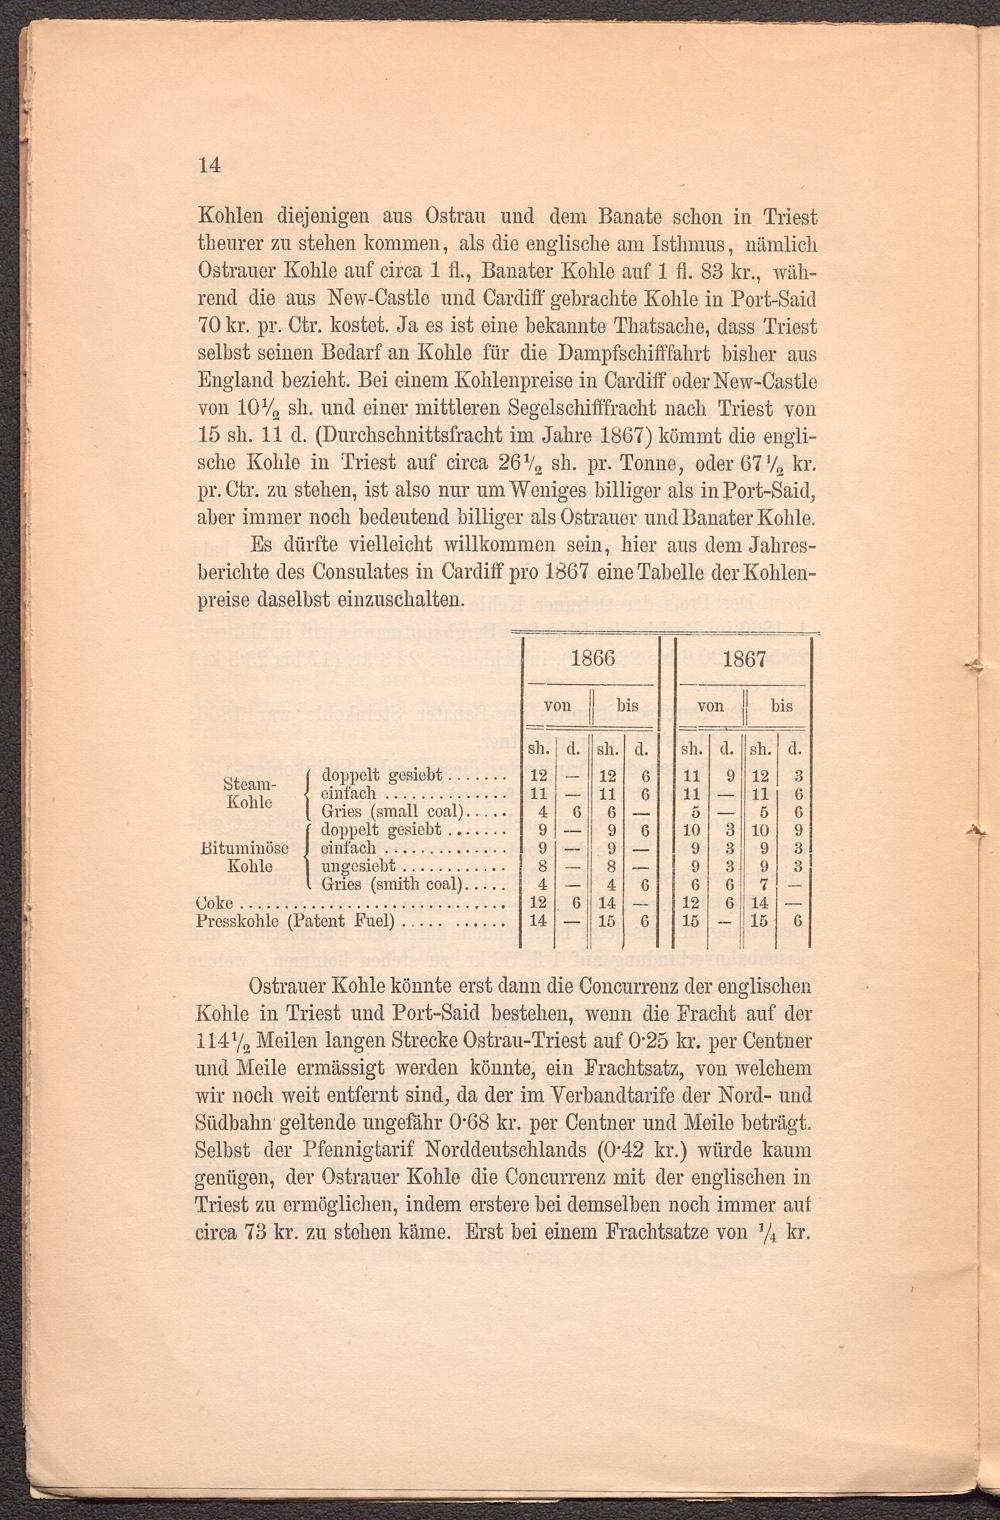 14
Kohlen diejenigen aus Ostrau und dem Banate schon in Triest
theurer zu stehen kommen, als die englische am Isthmus, nämlich
Ostrauer Kohle auf circa 1 fl., Banater Kohle auf 1 fl. 83 kr., wäh-
rend die aus New-Castle und Cardiff gebrachte Kohle in Port-Said
70 kr. pr. Ctr. kostet. Ja es ist eine bekannte Thatsache, dass Triest
selbst seinen Bedarf an Kohle für die Dampfschifffahrt bisher aus
England bezieht. Bei einem Kohlenpreise in Cardiff oder New-Castle
von 10½ sh. und einer mittleren Segelschifffracht nach Triest von
15 sh. 11 d. (Durchschnittsfracht im Jahre 1867) kömmt die engli-
sche Kohle in Triest auf circa 26½ sh. pr. Tonne, oder 67½ kr.
pr. Ctr. zu stehen, ist also nur um Weniges billiger als in Port-Said,
aber immer noch bedeutend billiger als Ostrauer und Banater Kohle.
Es dürfte vielleicht willkommen sein, hier aus dem Jahres-
berichte des Consulates in Cardiff pro 1867 eine Tabelle der Kohlen-
preise daselbst einzuschalten.
1866 1867
von bis von bis
sh. d. sh. d. sh. d. sh. d.
Steam-Kohle
doppelt gesiebt ....... 12 — 12 6 11 9 12 3
einfach .............. 11 — 11 6 11 — 11 6
Gries (small coal)..... 4 6 6 — 5 — 5 6
Bituminöse Kohle
doppelt gesiebt ....... 9 — 9 6 10 3 10 9
einfach .............. 9 — 9 — 9 3 9 3
ungesiebt ............ 8 — 8 — 9 3 9 3
Gries (smith coal)..... 4 — 4 6 6 6 7 —
Coke .............................. 12 6 14 — 12 6 14 —
Presskohle (Patent Fuel) ..... ....... 14 — 15 6 15 — 15 6
Ostrauer Kohle könnte erst dann die Concurrenz der englischen
Kohle in Triest und Port-Said bestehen, wenn die Fracht auf der
114½ Meilen langen Strecke Ostrau-Triest auf 0·25 kr. per Centner
und Meile ermässigt werden könnte, ein Frachtsatz, von welchem
wir noch weit entfernt sind, da der im Verbandtarife der Nord- und
Südbahn geltende ungefähr 0·68 kr. per Centner und Meile beträgt.
Selbst der Pfennigtarif Norddeutschlands (0·42 kr.) würde kaum
genügen, der Ostrauer Kohle die Concurrenz mit der englischen in
Triest zu ermöglichen, indem erstere bei demselben noch immer auf
circa 73 kr. zu stehen käme. Erst bei einem Frachtsatze von ¼ kr.